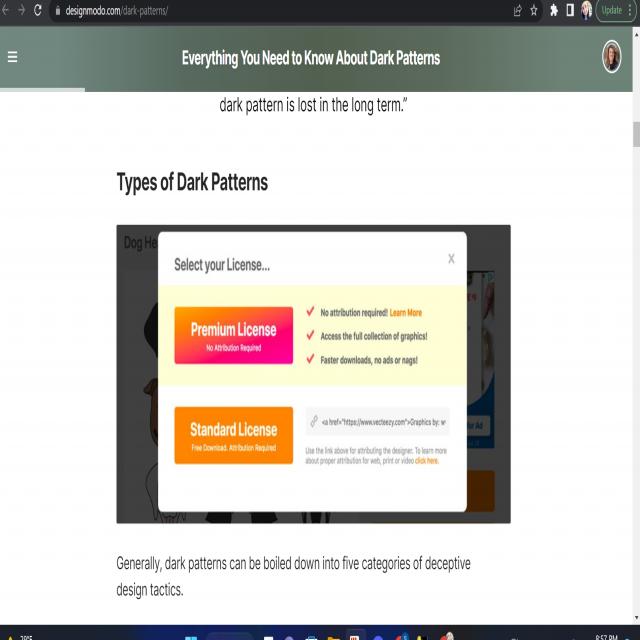 designmodo.com/dark-patterns/
Update
Everything You Need to Know About Dark Patterns
dark pattern is lost in the long term."
Types of Dark Patterns
Dog He
Select your License...
X
Premium License
No Attribution Required
No attribution required! Learn More
Access the full collection of graphics!
Faster downloads, no ads or nags!
Standard License
Free Download. Attribution Required
<a href="https://www.vecteezy.com">Graphics by: w
Use the link above for attributing the designer. To learn more
about proper attribution for web, print or video click here.
or Ad
Generally, dark patterns can be boiled down into five categories of deceptive
design tactics.
8:57 PM